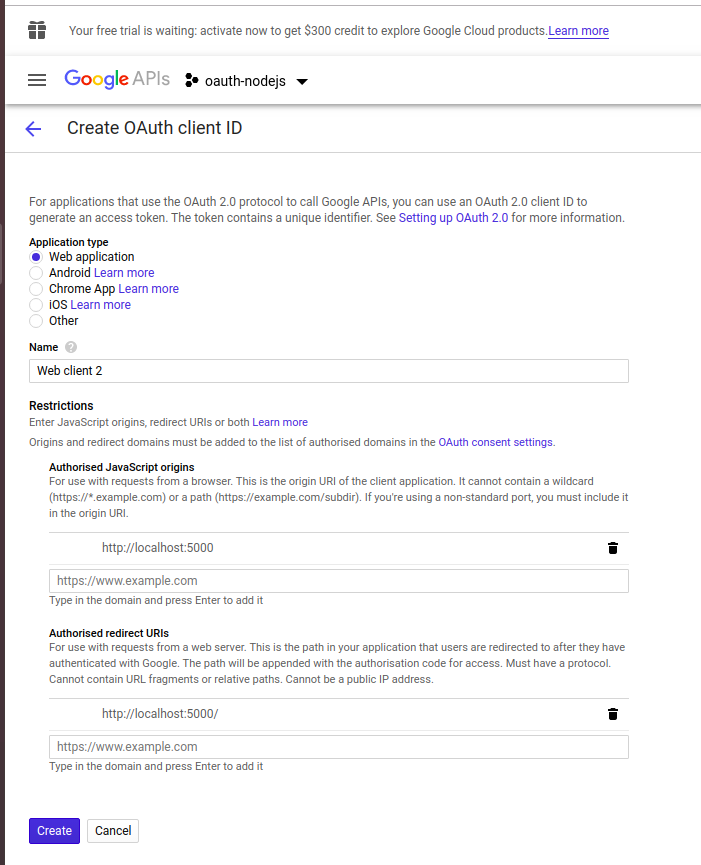 Your free trial is waiting: activate now to get $300 credit to explore Google Cloud products. Learn more
Google APIs oauth-nodejs
Create OAuth client ID
For applications that use the OAuth 2.0 protocol to call Google APIs, you can use an OAuth 2.0 client ID to
generate an access token. The token contains a unique identifier. See Setting up OAuth 2.0 for more information.
Application type
Web application
Android Learn more
Chrome App Learn more
iOS Learn more
Other
Name ?
Web client 2
Restrictions
Enter JavaScript origins, redirect URIs or both Learn more
Origins and redirect domains must be added to the list of authorised domains in the OAuth consent settings.
Authorised JavaScript origins
For use with requests from a browser. This is the origin URI of the client application. It cannot contain a wildcard
(https://*.example.com) or a path (https://example.com/subdir). If you're using a non-standard port, you must include it
in the origin URI.
http://localhost:5000
https://www.example.com
Type in the domain and press Enter to add it
Authorised redirect URIs
For use with requests from a web server. This is the path in your application that users are redirected to after they have
authenticated with Google. The path will be appended with the authorisation code for access. Must have a protocol.
Cannot contain URL fragments or relative paths. Cannot be a public IP address.
http://localhost:5000/
https://www.example.com
Type in the domain and press Enter to add it
Create Cancel